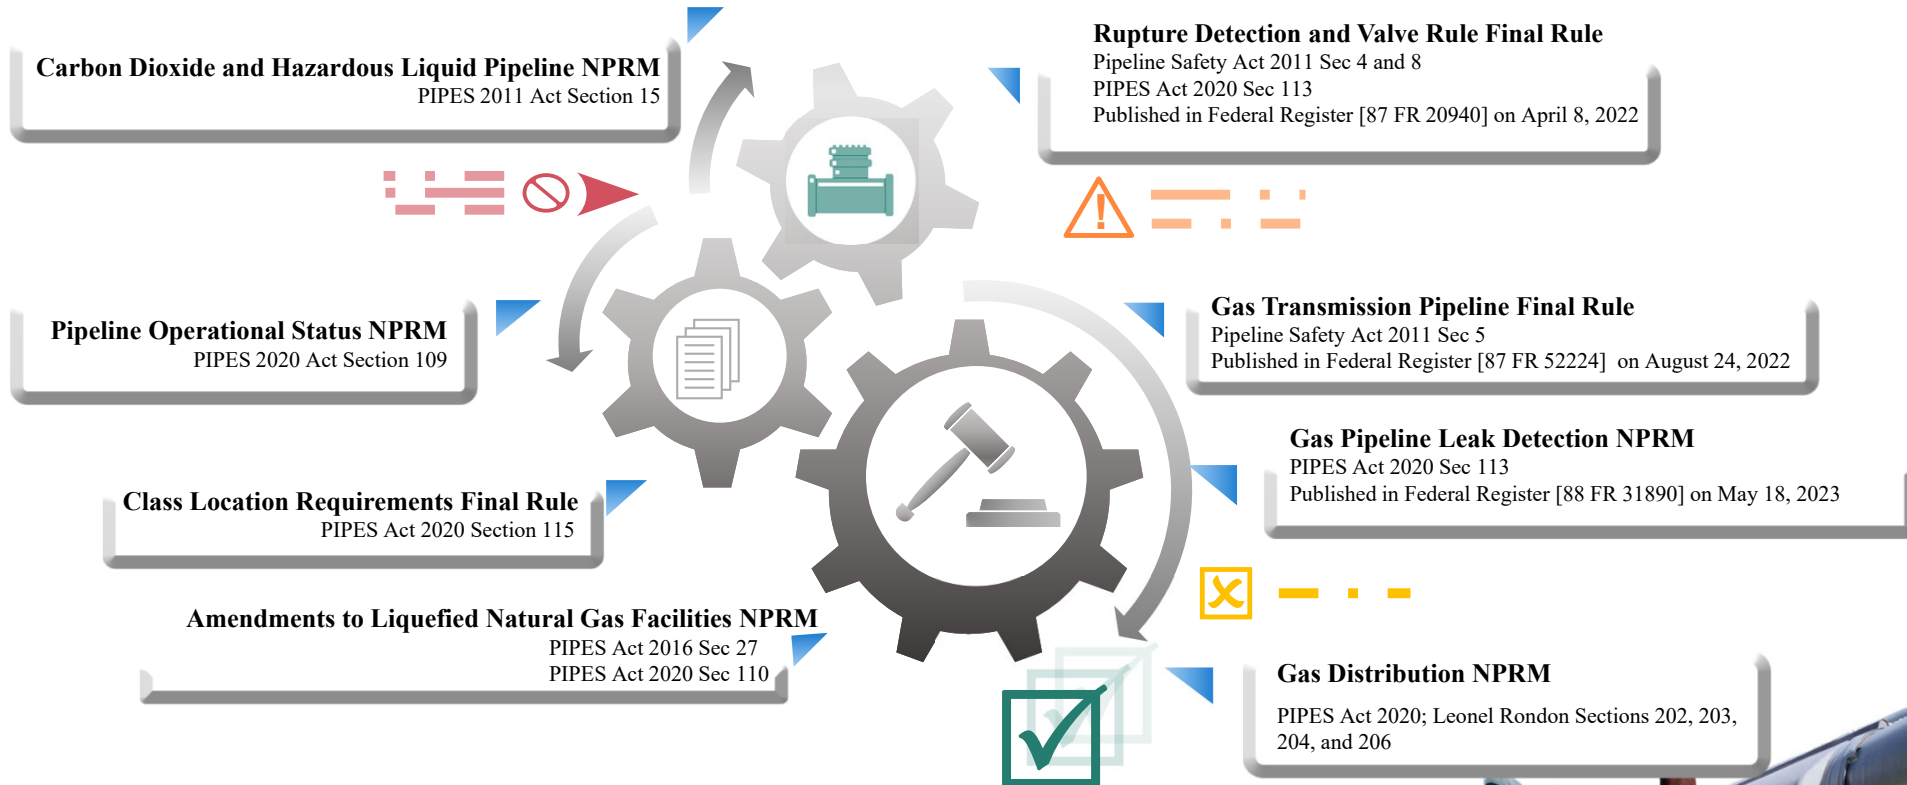 Carbon Dioxide and Hazardous Liquid Pipeline NPRM
PIPES 2011 Act Section 15
Rupture Detection and Valve Rule Final Rule
Pipeline Safety Act 2011 Sec 4 and 8
PIPES Act 2020 Sec 113
Published in Federal Register [87 FR 20940] on April 8, 2022
Pipeline Operational Status NPRM
PIPES 2020 Act Section 109
Gas Transmission Pipeline Final Rule
Pipeline Safety Act 2011 Sec 5
Published in Federal Register [87 FR 52224] on August 24, 2022
Class Location Requirements Final Rule
PIPES Act 2020 Section 115
Gas Pipeline Leak Detection NPRM
PIPES Act 2020 Sec 113
Published in Federal Register [88 FR 31890] on May 18, 2023
Amendments to Liquefied Natural Gas Facilities NPRM
PIPES Act 2016 Sec 27
PIPES Act 2020 Sec 110
Gas Distribution NPRM
PIPES Act 2020; Leonel Rondon Sections 202, 203,
204, and 206